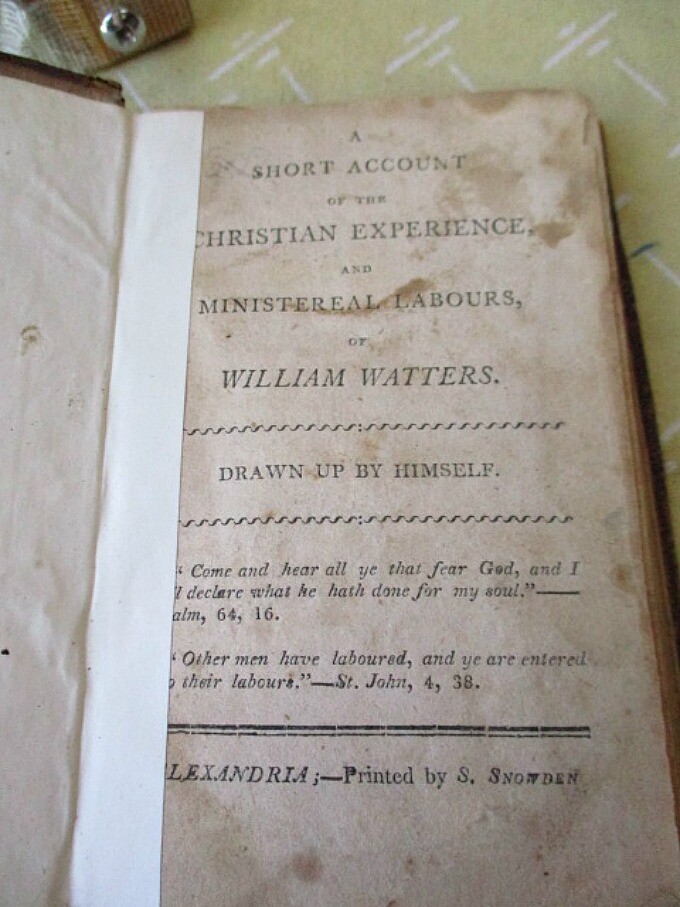 A
SHORT ACCOUNT
OF THE
CHRISTIAN EXPERIENCE,
AND
MINISTEREAL LABOURS,
OF
WILLIAM WATTERS.
DRAWN UP BY HIMSELF.
“ Come and hear all ye that fear God, and I
l declare what he hath done for my soul.”——
alm, 64, 16.
“ Other men have laboured, and ye are entered
o their labours.”—St. John, 4, 38.
LEXANDRIA;—Printed by S. SNOWDEN